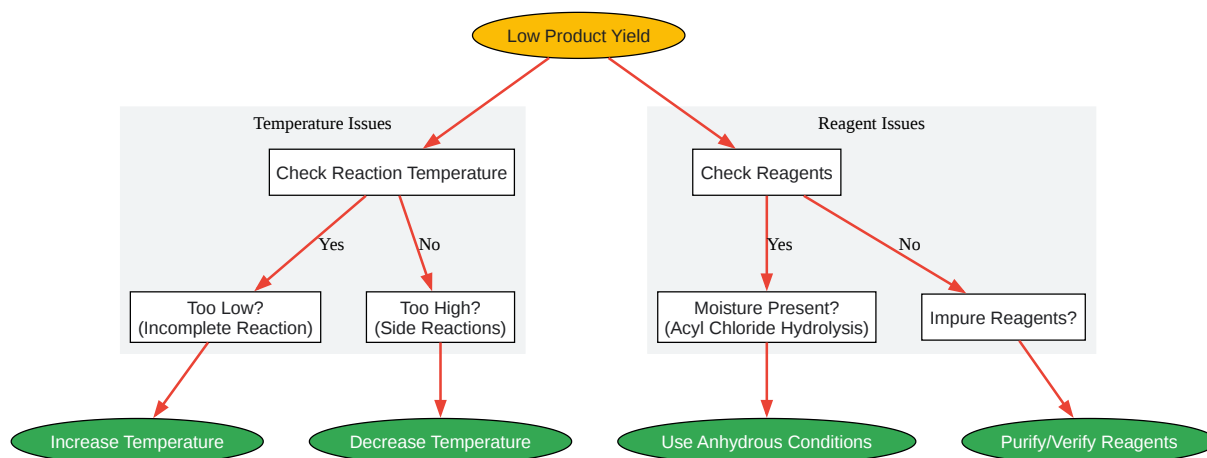 Low Product Yield
Temperature Issues
Reagent Issues
Check Reaction Temperature
Check Reagents
Yes
No
Yes
No
Too Low?
(Incomplete Reaction)
Too High?
(Side Reactions)
Moisture Present?
(Acyl Chloride Hydrolysis)
Impure Reagents?
Increase Temperature
Decrease Temperature
Use Anhydrous Conditions
Purify/Verify Reagents